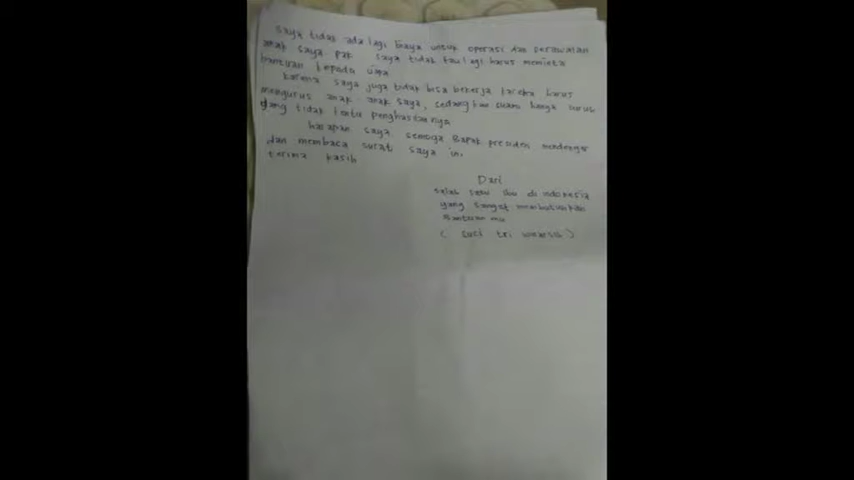 saya tidak ada lagi biaya untuk operasi dan perawatan
anak saya pak saya tidak tau lagi harus meminta
bantuan kepada siapa
karena saya juga tidak bisa bekerja karena harus
mengurus anak anak saya, sedangkan suami hanya
yang tidak tentu penghasilannya
harapan saya semoga Bapak presiden mendengar
dan membaca surat saya ini.
terima kasih
Dari
salah satu ibu di indonesia
yang sangat membutuhkan
bantuan mu
( suci tri )